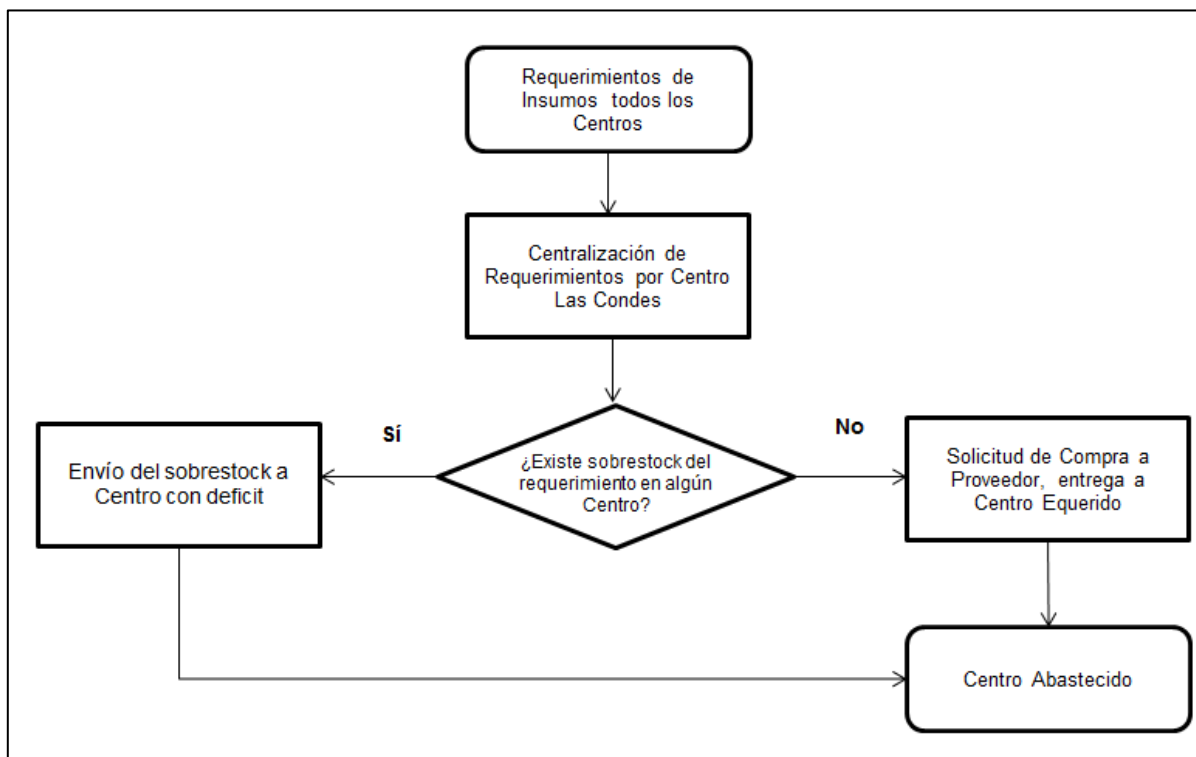 Requerimientos de
Insumos todos los
Centros
Centralización de
Requerimientos por Centro
Las Condes
Sí
No
¿Existe sobrestock del
requerimiento en algún
Centro?
Envío del sobrestock a
Centro con deficit
Solicitud de Compra a
Proveedor, entrega a
Centro Equerido
Centro Abastecido